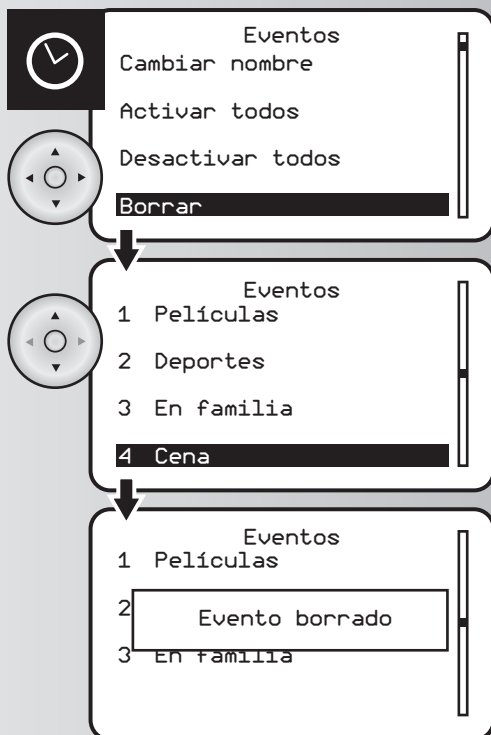 Eventos
Cambiar nombre
Activar todos
Desactivar todos
Borrar
Eventos
1 Películas
2 Deportes
3 En familia
4 Cena
Eventos
1 Películas
2
Evento borrado
3 En familia